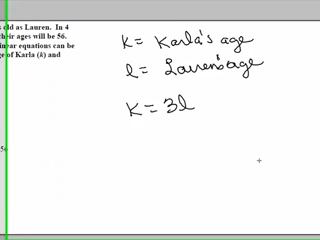 old as Lauren. In 4
their ages will be 56.
linear equations can be
ge of Karla (k) and
k = Karla's age
l = Lauren's age
K = 3l